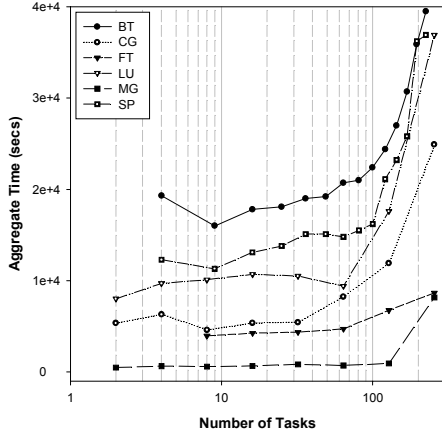 4e+4
3e+4
2e+4
1e+4
0
Aggregate Time (secs)
BT
CG
FT
LU
MG
SP
1
10
100
Number of Tasks